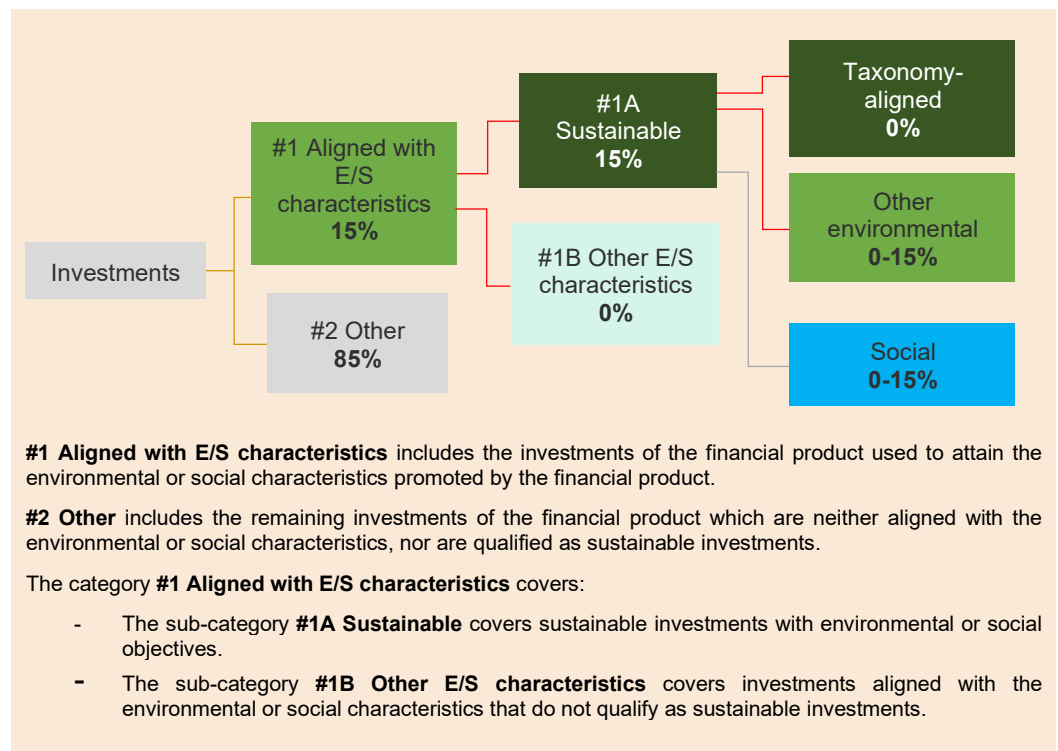 Investments
#1 Aligned with
E/S
characteristics
15%
#2 Other
85%
#1A
Sustainable
15%
#1B Other E/S
characteristics
0%
Taxonomy-
aligned
0%
Other
environmental
0-15%
Social
0-15%
#1 Aligned with E/S characteristics includes the investments of the financial product used to attain the
environmental or social characteristics promoted by the financial product.
#2 Other includes the remaining investments of the financial product which are neither aligned with the
environmental or social characteristics, nor are qualified as sustainable investments.
The category #1 Aligned with E/S characteristics covers:
- The sub-category #1A Sustainable covers sustainable investments with environmental or social
objectives.
- The sub-category #1B Other E/S characteristics covers investments aligned with the
environmental or social characteristics that do not qualify as sustainable investments.